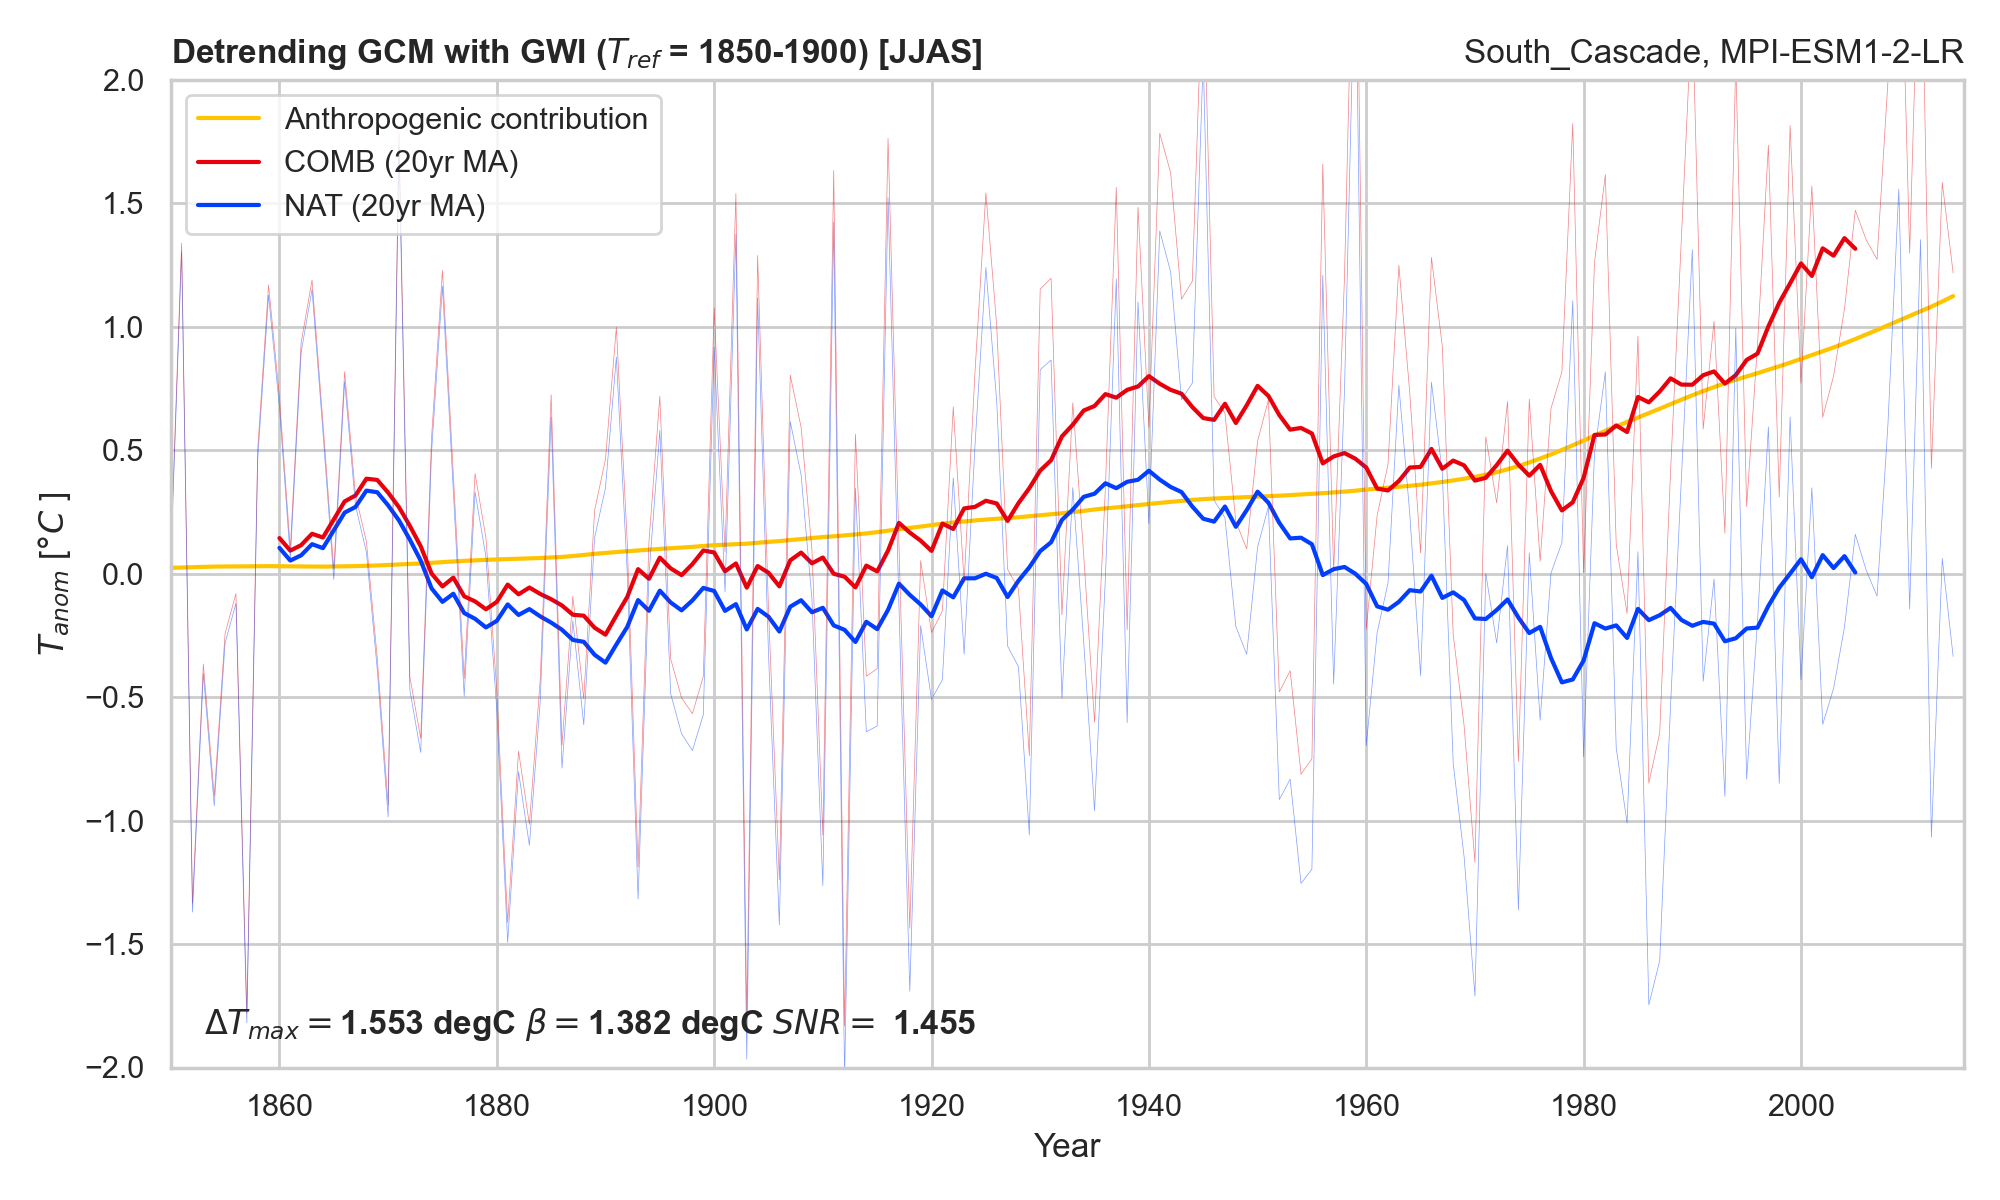 Detrending GCM with GWI (T_ref = 1850-1900) [JJAS]
South_Cascade, MPI-ESM1-2-LR
Anthropogenic contribution
COMB (20yr MA)
NAT (20yr MA)
T_anom [°C ]
2.0
1.5
1.0
0.5
0.0
−0.5
−1.0
−1.5
−2.0
ΔT_max = 1.553 degC β = 1.382 degC SNR = 1.455
1860 1880 1900 1920 1940 1960 1980 2000
Year